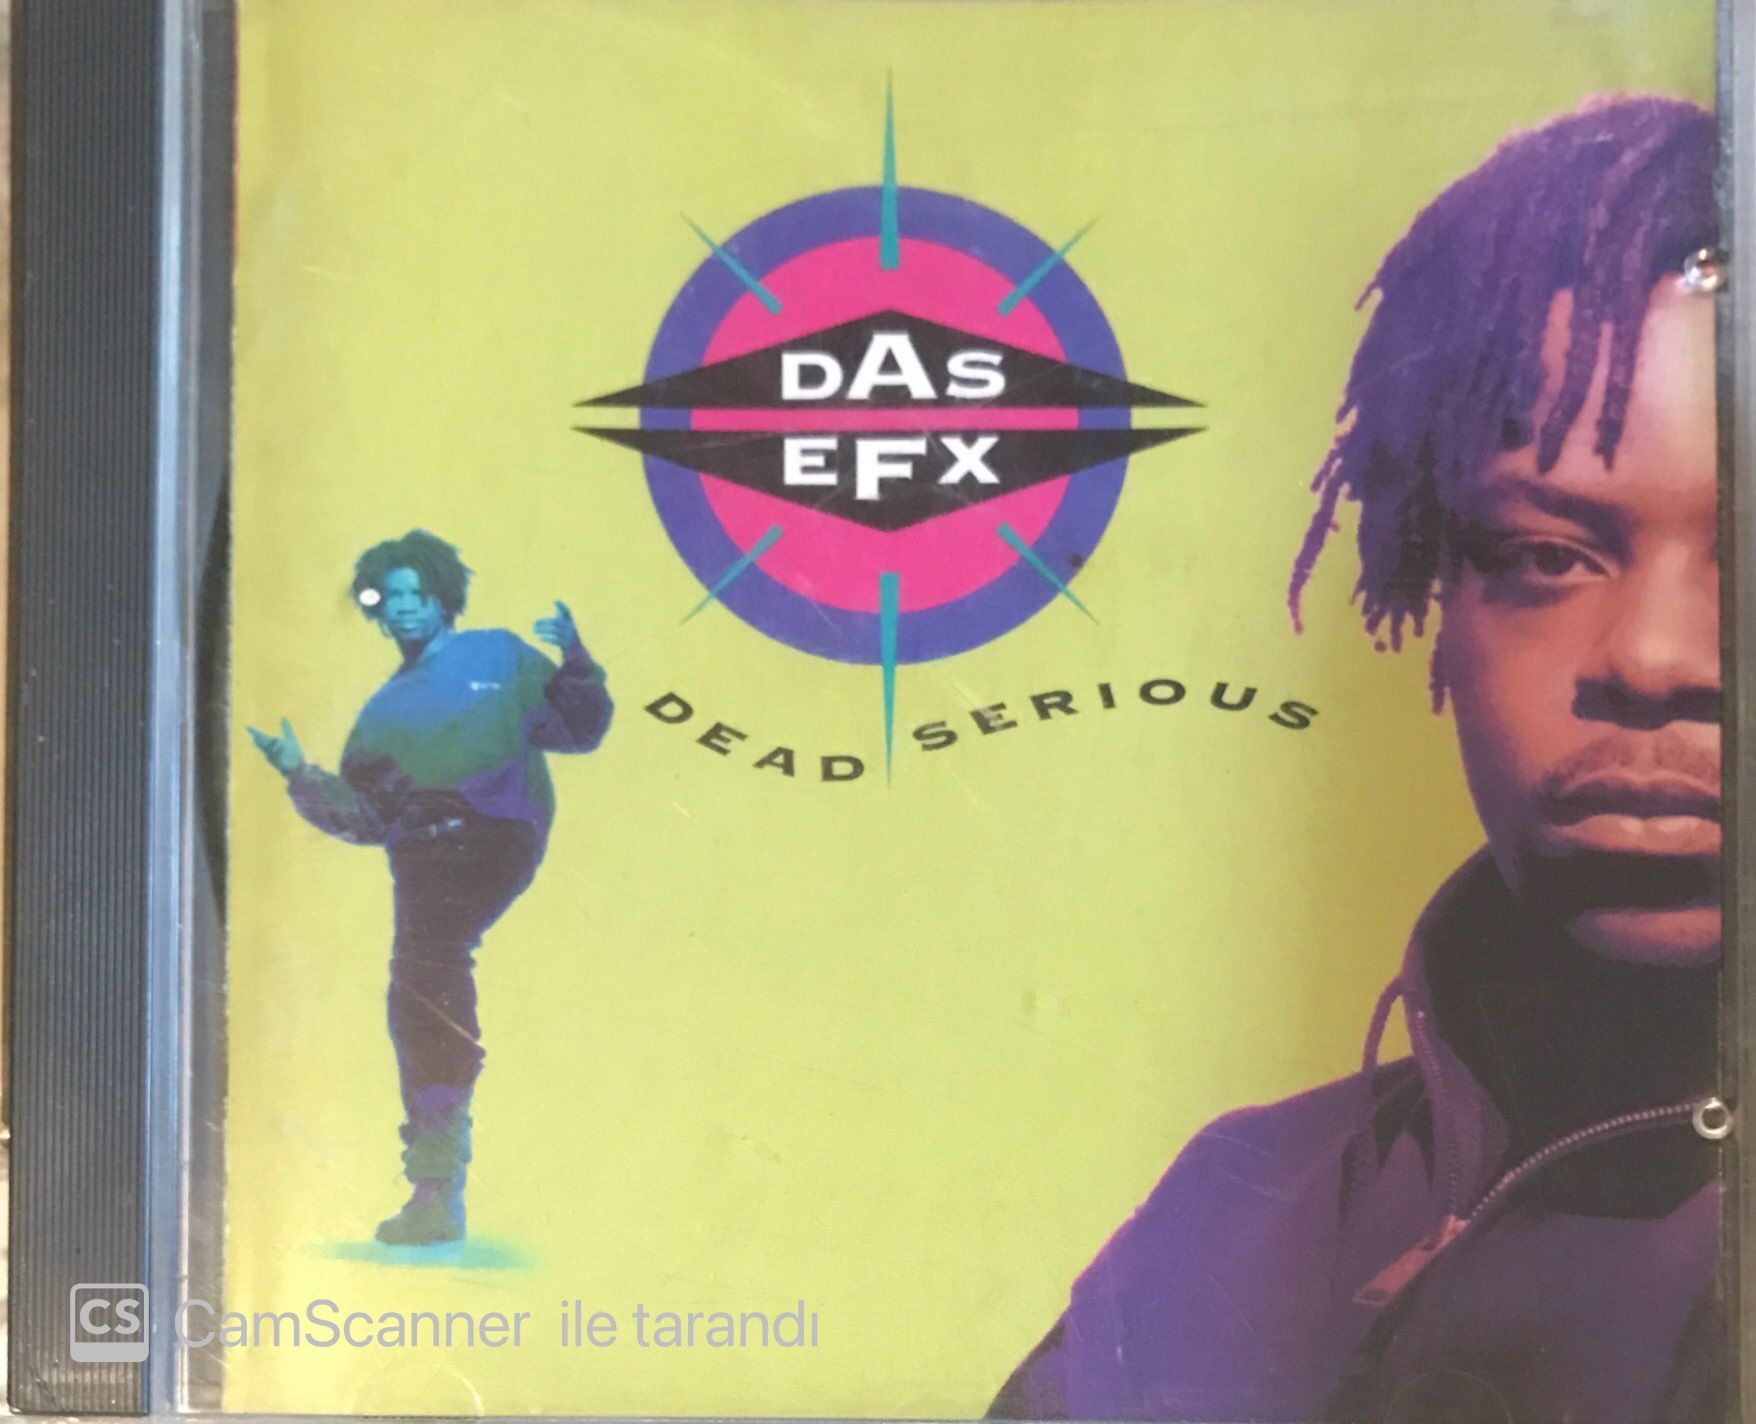 DAS
EFX
DEAD SERIOUS
CS CamScanner ile tarandı